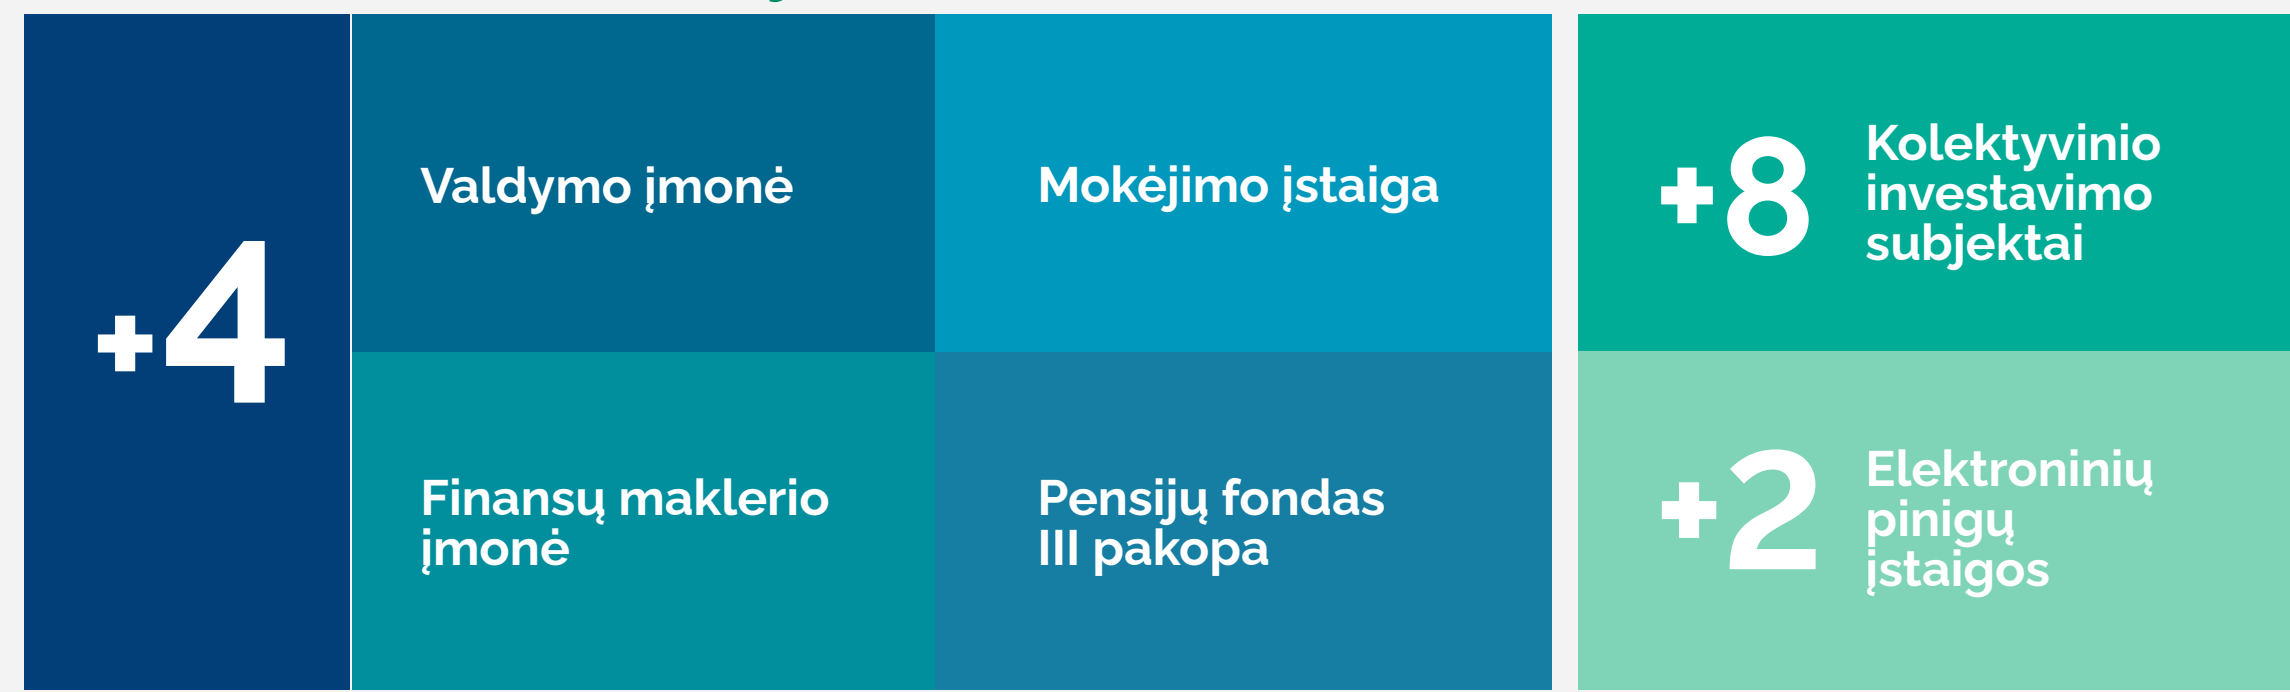 +4
Valdymo įmonė
Mokėjimo įstaiga
Finansų maklerio
įmonė
Pensijų fondas
III pakopa
+8
Kolektyvinio
investavimo
subjektai
+2
Elektroninių
pinigų
įstaigos